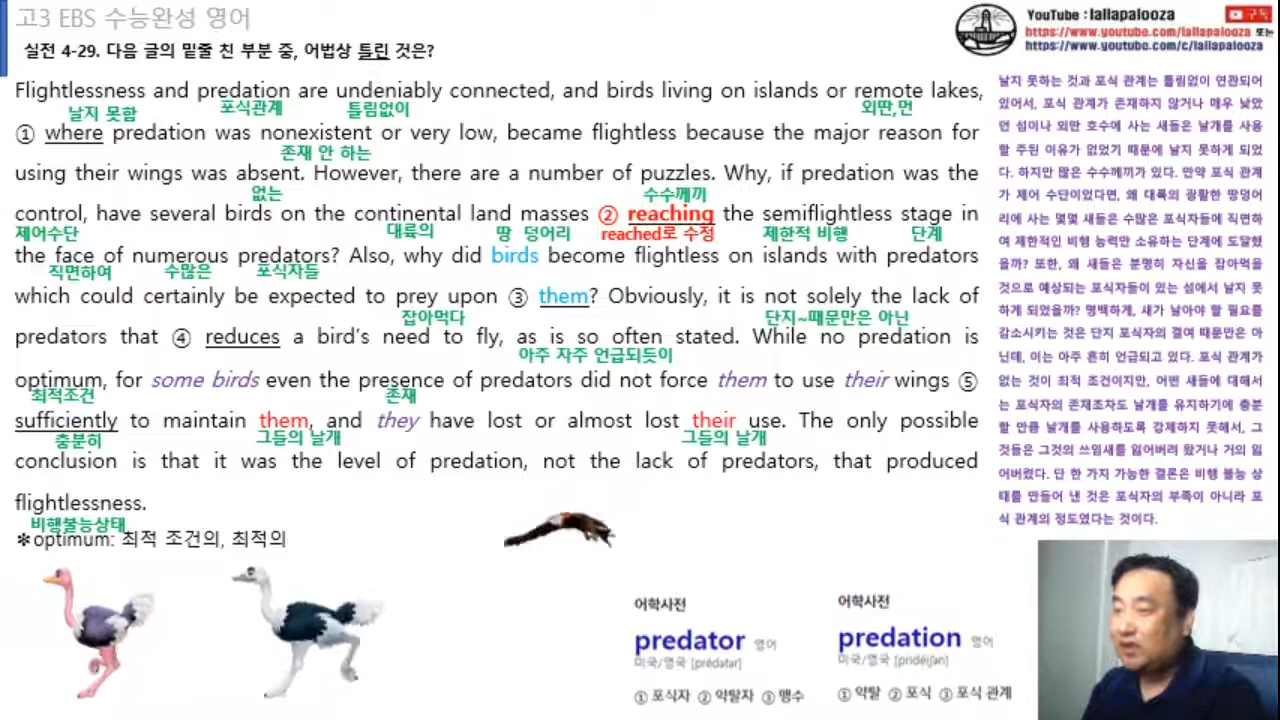 고3 EBS 수능완성 영어
실전 4-29. 다음 글의 밑줄 친 부분 중, 어법상 틀린 것은?
YouTube : lallapalooza
구독
https://www.youtube.com/lallapalooza 또는
https://www.youtube.com/c/lallapalooza
Flightlessness and predation are undeniably connected, and birds living on islands or remote lakes,
날지 못함 포식관계 틀림없이 외딴,먼
① where predation was nonexistent or very low, became flightless because the major reason for
존재 안 하는
using their wings was absent. However, there are a number of puzzles. Why, if predation was the
없는 수수께끼
control, have several birds on the continental land masses ② reaching the semiflightless stage in
제어수단 대륙의 땅 덩어리 reached로 수정 제한적 비행 단계
the face of numerous predators? Also, why did birds become flightless on islands with predators
직면하여 수많은 포식자들
which could certainly be expected to prey upon ③ them? Obviously, it is not solely the lack of
잡아먹다 단지~때문만은 아닌
predators that ④ reduces a bird's need to fly, as is so often stated. While no predation is
아주 자주 언급되듯이
optimum, for some birds even the presence of predators did not force them to use their wings ⑤
최적조건 존재
sufficiently to maintain them, and they have lost or almost lost their use. The only possible
충분히 그들의 날개 그들의 날개
conclusion is that it was the level of predation, not the lack of predators, that produced
flightlessness.
비행불능상태
*optimum: 최적 조건의, 최적의
날지 못하는 것과 포식 관계는 틀림없이 연관되어
있어서, 포식 관계가 존재하지 않거나 매우 낮았
던 섬이나 외딴 호수에 사는 새들은 날개를 사용
할 주된 이유가 없었기 때문에 날지 못하게 되었
다. 하지만 많은 수수께끼가 있다. 만약 포식 관계
가 제어 수단이었다면, 왜 대륙의 광활한 땅덩어
리에 사는 몇몇 새들은 수많은 포식자들에 직면하
여 제한적인 비행 능력만 소유하는 단계에 도달했
을까? 또한, 왜 새들은 분명히 자신을 잡아먹을
것으로 예상되는 포식자들이 있는 섬에서 날지 못
하게 되었을까? 명백하게, 새가 날아야 할 필요를
감소시키는 것은 단지 포식자의 결여 때문만은 아
닌데, 이는 아주 흔히 언급되고 있다. 포식 관계가
없는 것이 최적 조건이지만, 어떤 새들에 대해서
는 포식자의 존재조차도 날개를 유지하기에 충분
할 만큼 날개를 사용하도록 강제하지 못해서, 그
것들은 그것의 쓰임새를 잃어버려 왔거나 거의 잃
어버렸다. 단 한 가지 가능한 결론은 비행 불능 상
태를 만들어 낸 것은 포식자의 부족이 아니라 포
식 관계의 정도였다는 것이다.
어학사전
predator 영어
미국/영국 [prédətər]
① 포식자 ② 약탈자 ③ 맹수
어학사전
predation 영어
미국/영국 [pridéiʃən]
① 약탈 ② 포식 ③ 포식 관계